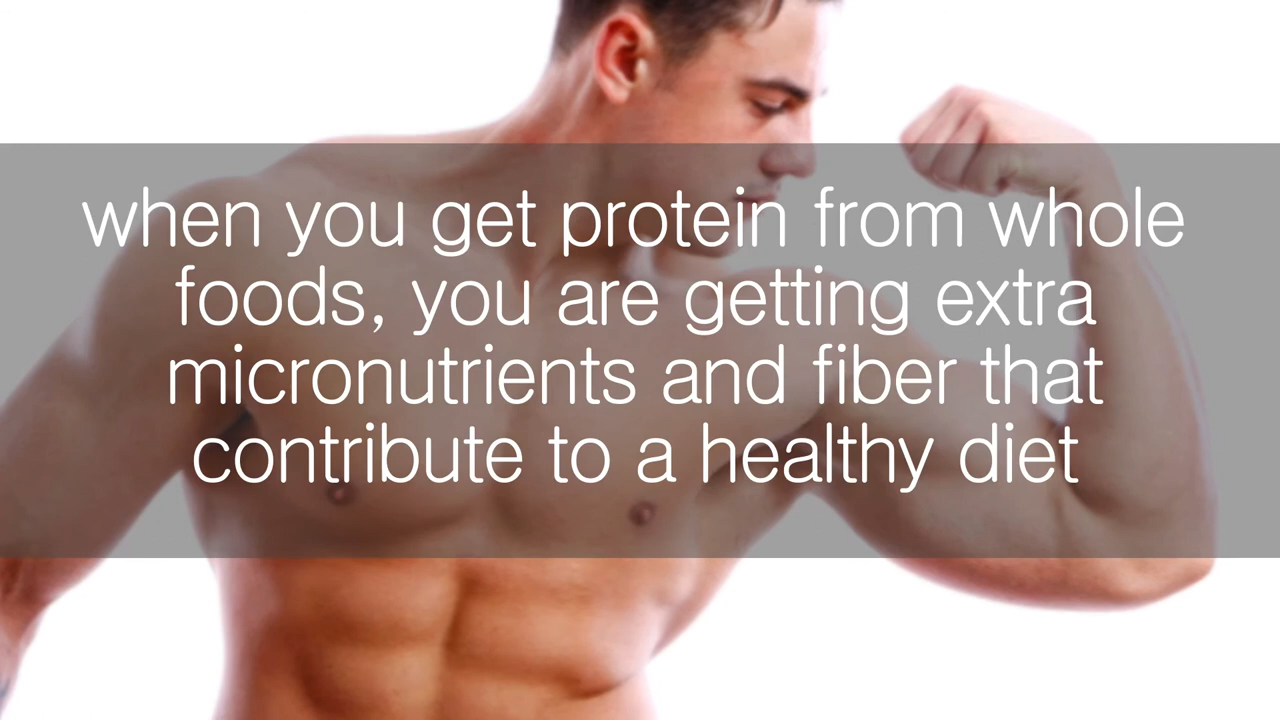 when you get protein from whole
foods, you are getting extra
micronutrients and fiber that
contribute to a healthy diet